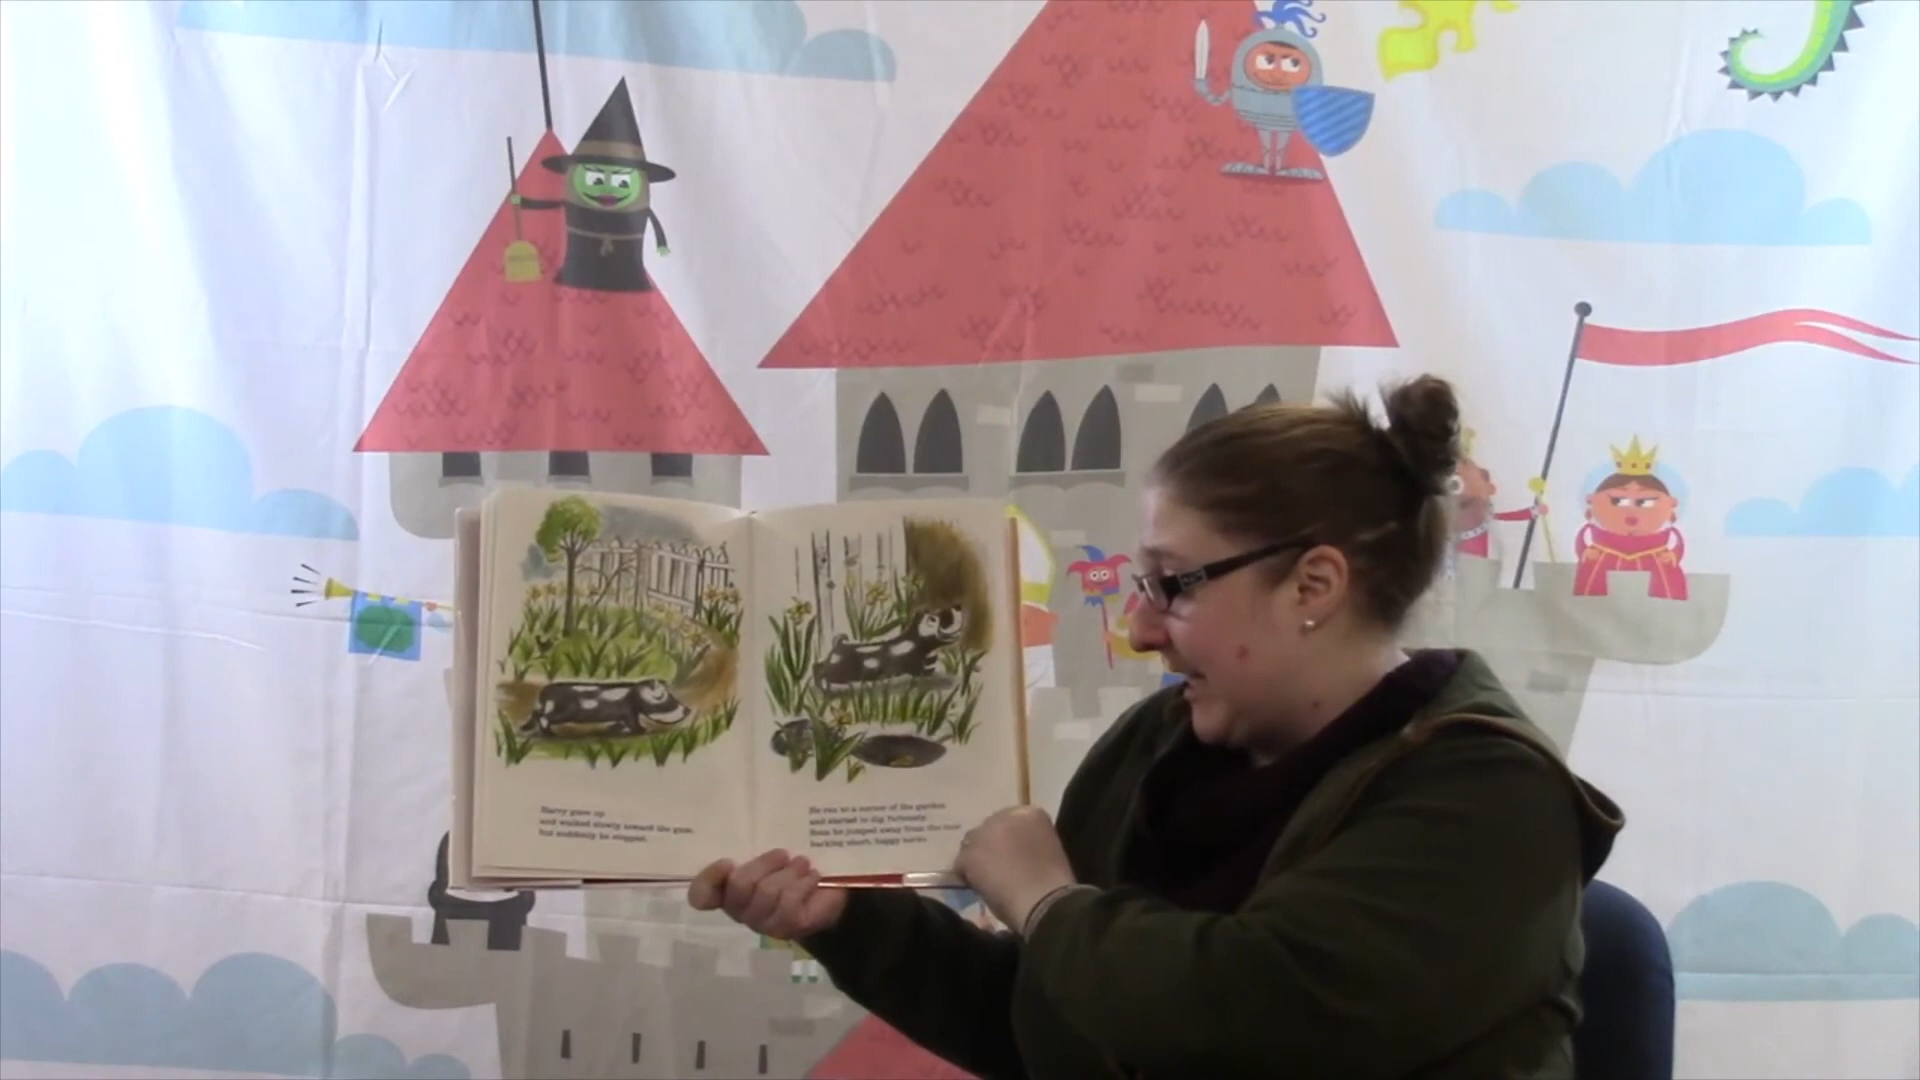 Harry gave up
and walked slowly toward the gate,
but suddenly he stopped.
He ran to a corner of the garden
and started to dig furiously.
Soon he jumped away from the hole
barking short, happy barks.